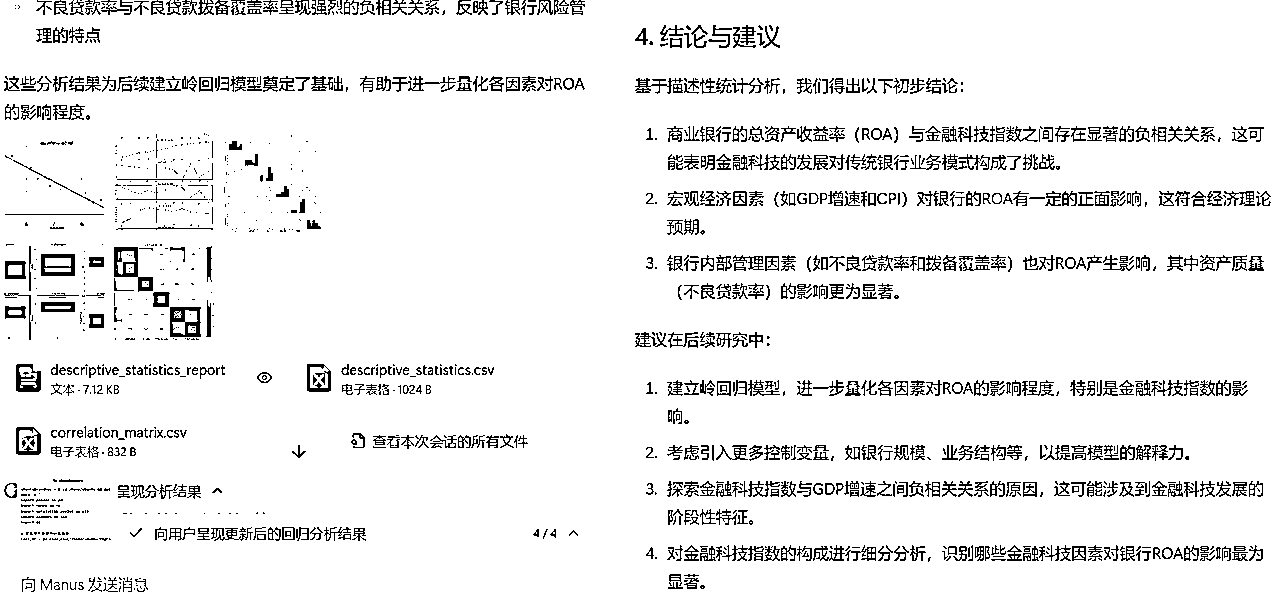 不良贷款率与不良贷款拨备覆盖率呈现强烈的负相关关系，反映了银行风险管
理的特点
这些分析结果为后续建立岭回归模型奠定了基础，有助于进一步量化各因素对ROA
的影响程度。
descriptive_statistics_report
文本 · 7.12 KB
descriptive_statistics.csv
电子表格 · 1024 B
correlation_matrix.csv
电子表格 · 832 B
查看本次会话的所有文件
呈现分析结果
向用户呈现更新后的回归分析结果
4 / 4
向 Manus 发送消息
4. 结论与建议
基于描述性统计分析，我们得出以下初步结论：
1. 商业银行的总资产收益率（ROA）与金融科技指数之间存在显著的负相关关系，这可
能表明金融科技的发展对传统银行业务模式构成了挑战。
2. 宏观经济因素（如GDP增速和CPI）对银行的ROA有一定的正面影响，这符合经济理论
预期。
3. 银行内部管理因素（如不良贷款率和拨备覆盖率）也对ROA产生影响，其中资产质量
（不良贷款率）的影响更为显著。
建议在后续研究中：
1. 建立岭回归模型，进一步量化各因素对ROA的影响程度，特别是金融科技指数的影
响。
2. 考虑引入更多控制变量，如银行规模、业务结构等，以提高模型的解释力。
3. 探索金融科技指数与GDP增速之间负相关关系的原因，这可能涉及到金融科技发展的
阶段性特征。
4. 对金融科技指数的构成进行细分分析，识别哪些金融科技因素对银行ROA的影响最为
显著。